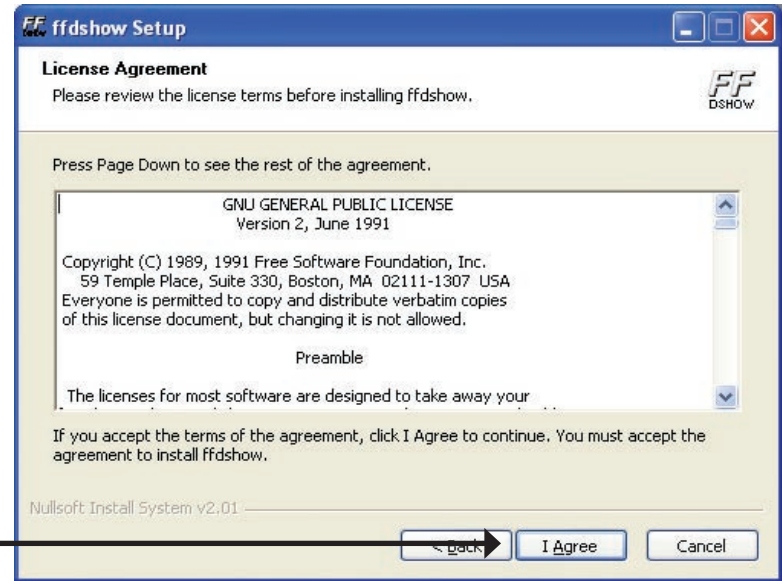 FF ffdshow Setup
License Agreement
Please review the license terms before installing ffdshow.
FF
DSHOW
Press Page Down to see the rest of the agreement.
GNU GENERAL PUBLIC LICENSE
Version 2, June 1991
Copyright (C) 1989, 1991 Free Software Foundation, Inc.
59 Temple Place, Suite 330, Boston, MA 02111-1307 USA
Everyone is permitted to copy and distribute verbatim copies
of this license document, but changing it is not allowed.
Preamble
The licenses for most software are designed to take away your
If you accept the terms of the agreement, click I Agree to continue. You must accept the
agreement to install ffdshow.
Nullsoft Install System v2.01
< Back
I Agree
Cancel